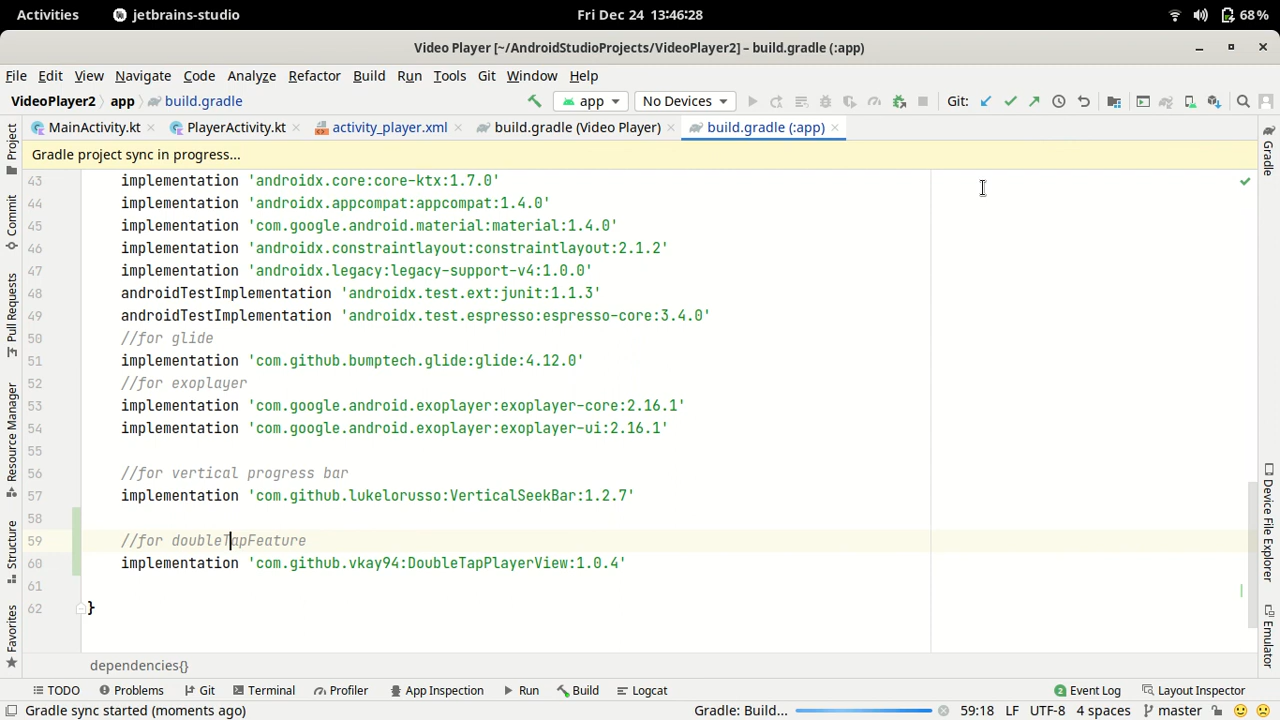 Activities jetbrains-studio Fri Dec 24 13:46:28 68%
Video Player [~/AndroidStudioProjects/VideoPlayer2] – build.gradle (:app)
File Edit View Navigate Code Analyze Refactor Build Run Tools Git Window Help
VideoPlayer2 app build.gradle app No Devices Git:
MainActivity.kt PlayerActivity.kt activity_player.xml build.gradle (Video Player) build.gradle (:app)
Gradle project sync in progress...
43 implementation 'androidx.core:core-ktx:1.7.0'
44 implementation 'androidx.appcompat:appcompat:1.4.0'
45 implementation 'com.google.android.material:material:1.4.0'
46 implementation 'androidx.constraintlayout:constraintlayout:2.1.2'
47 implementation 'androidx.legacy:legacy-support-v4:1.0.0'
48 androidTestImplementation 'androidx.test.ext:junit:1.1.3'
49 androidTestImplementation 'androidx.test.espresso:espresso-core:3.4.0'
50 //for glide
51 implementation 'com.github.bumptech.glide:glide:4.12.0'
52 //for exoplayer
53 implementation 'com.google.android.exoplayer:exoplayer-core:2.16.1'
54 implementation 'com.google.android.exoplayer:exoplayer-ui:2.16.1'
55
56 //for vertical progress bar
57 implementation 'com.github.lukelorusso:VerticalSeekBar:1.2.7'
58
59 //for doubleTapFeature
60 implementation 'com.github.vkay94:DoubleTapPlayerView:1.0.4'
61
62 }
dependencies{}
Project
Commit
Pull Requests
Resource Manager
Structure
Favorites
Gradle
Device File Explorer
Emulator
TODO Problems Git Terminal Profiler App Inspection Run Build Logcat 2 Event Log Layout Inspector
Gradle sync started (moments ago) Gradle: Build... 59:18 LF UTF-8 4 spaces master